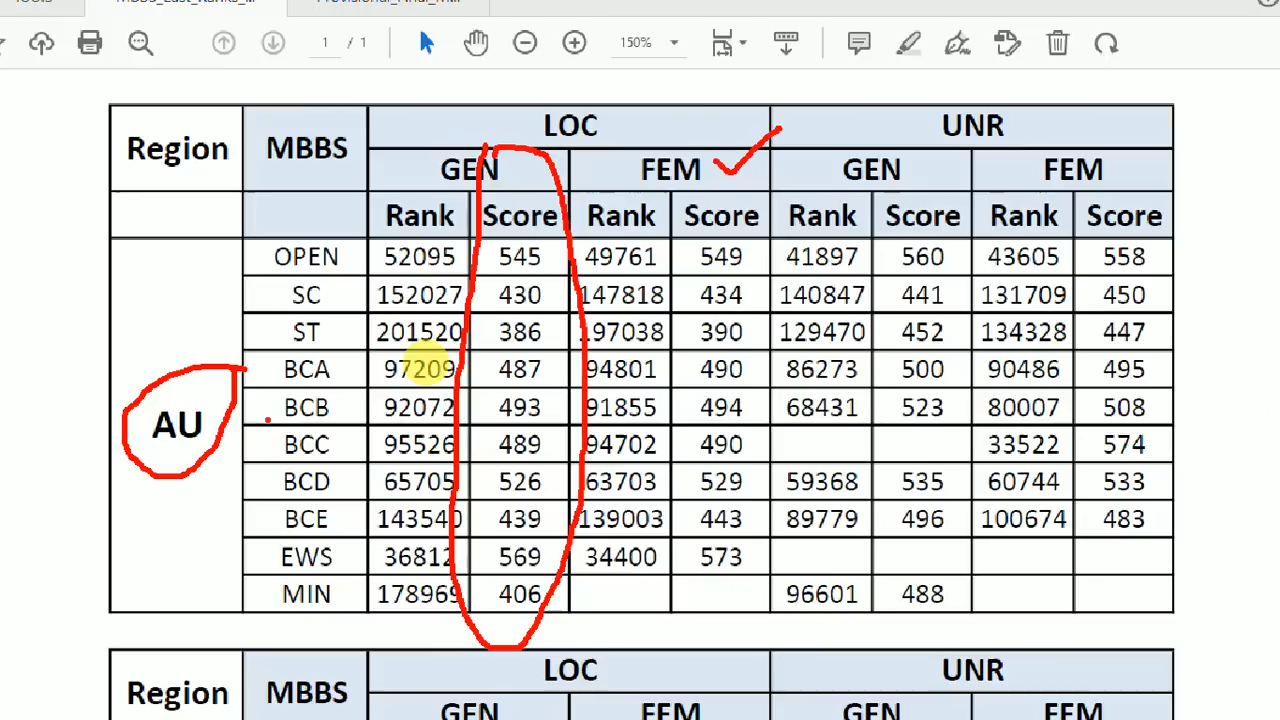 1 / 1 150%
Region MBBS LOC UNR
GEN FEM GEN FEM
Rank Score Rank Score Rank Score Rank Score
AU
OPEN 52095 545 49761 549 41897 560 43605 558
SC 152027 430 147818 434 140847 441 131709 450
ST 201520 386 197038 390 129470 452 134328 447
BCA 97209 487 94801 490 86273 500 90486 495
BCB 92072 493 91855 494 68431 523 80007 508
BCC 95526 489 94702 490 33522 574
BCD 65705 526 63703 529 59368 535 60744 533
BCE 143540 439 139003 443 89779 496 100674 483
EWS 36812 569 34400 573
MIN 178969 406 96601 488
Region MBBS LOC UNR
GEN FEM GEN FEM